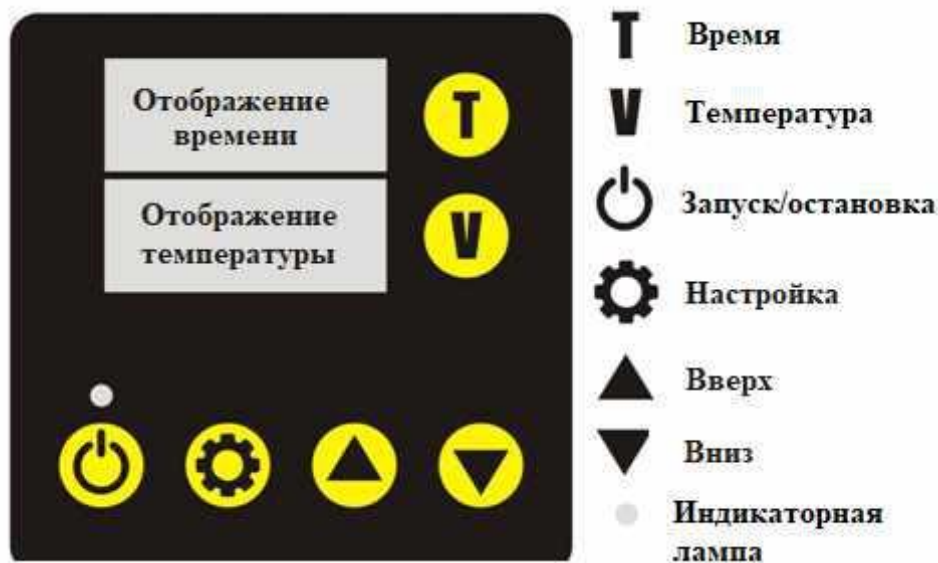 Отображение
времени
T
Отображение
температуры
V
T Время
V Температура
Запуск/остановка
Настройка
Вверх
Вниз
Индикаторная
лампа